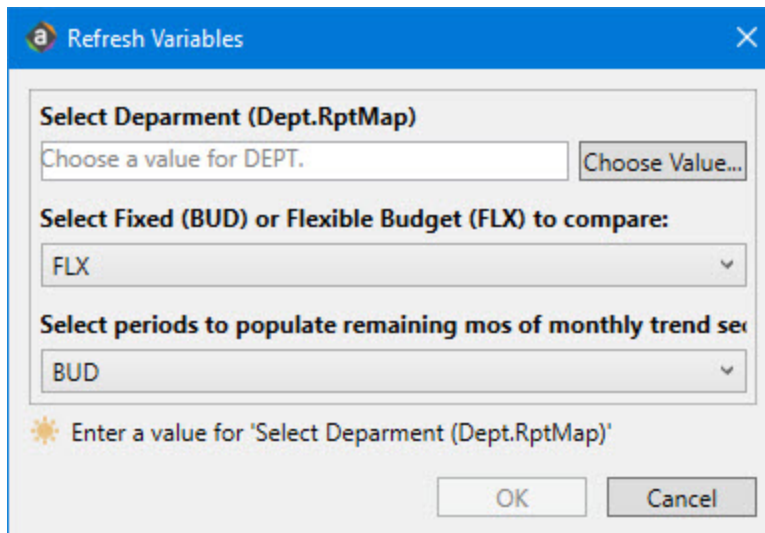 Refresh Variables
Select Deparment (Dept.RptMap)
Choose a value for DEPT.
Choose Value...
Select Fixed (BUD) or Flexible Budget (FLX) to compare:
FLX
Select periods to populate remaining mos of monthly trend sec
BUD
Enter a value for 'Select Deparment (Dept.RptMap)'
OK
Cancel